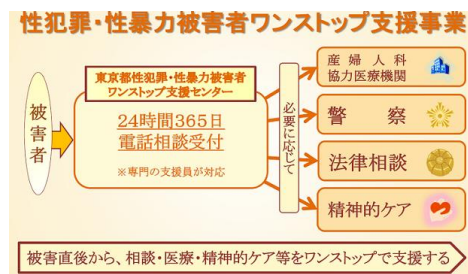 性犯罪・性暴力被害者ワンストップ支援事業
被害者
東京都性犯罪・性暴力被害者
ワンストップ支援センター
24時間365日
電話相談受付
※専門の支援員が対応
必要に応じて
産婦人科
協力医療機関
警察
法律相談
精神的ケア
被害直後から、相談・医療・精神的ケア等をワンストップで支援する